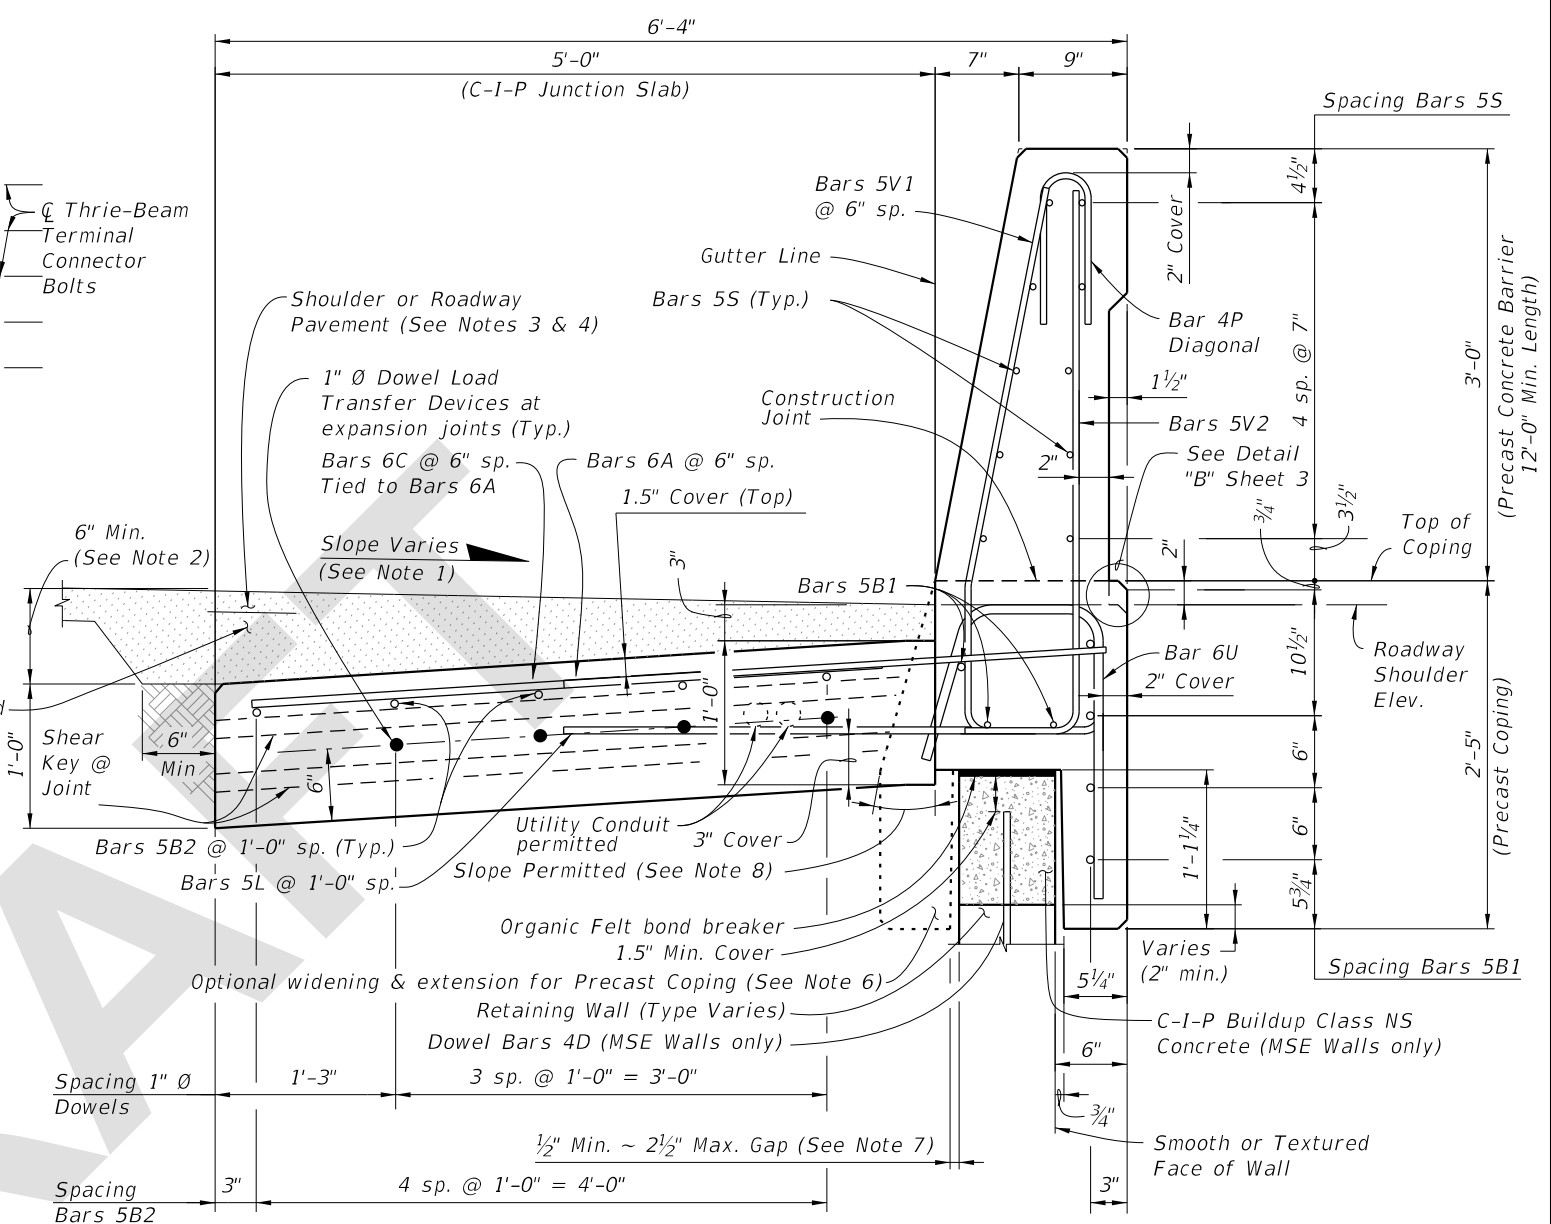 6'-4"
5'-0"
7"
9"
(C-I-P Junction Slab)
Spacing Bars 5S
4½"
Bars 5V1
@ 6" sp.
2" Cover
℄ Thrie-Beam
Terminal
Connector
Bolts
Gutter Line
Shoulder or Roadway
Pavement (See Notes 3 & 4)
Bars 5S (Typ.)
Bar 4P
Diagonal
4 sp. @ 7"
3'-0"
(Precast Concrete Barrier
12'-0" Min. Length)
1" Ø Dowel Load
Transfer Devices at
expansion joints (Typ.)
Construction
Joint
1½"
Bars 5V2
Bars 6C @ 6" sp.
Tied to Bars 6A
Bars 6A @ 6" sp.
2"
See Detail
"B" Sheet 3
1.5" Cover (Top)
¾"
3½"
6" Min.
(See Note 2)
Slope Varies
(See Note 1)
3"
2"
Top of
Coping
Bars 5B1
Roadway
Shoulder
Elev.
Bar 6U
2" Cover
10½"
d
1'-0"
Shear
Key @
Joint
6"
Min
6"
1'-0"
6"
2'-5"
(Precast Coping)
Utility Conduit
permitted
3" Cover
Bars 5B2 @ 1'-0" sp. (Typ.)
Slope Permitted (See Note 8)
Bars 5L @ 1'-0" sp.
1'-1¼"
6"
5¾"
Organic Felt bond breaker
1.5" Min. Cover
Optional widening & extension for Precast Coping (See Note 6)
Retaining Wall (Type Varies)
Dowel Bars 4D (MSE Walls only)
Varies
(2" min.)
5¼"
Spacing Bars 5B1
C-I-P Buildup Class NS
Concrete (MSE Walls only)
6"
Spacing 1" Ø
Dowels
1'-3"
3 sp. @ 1'-0" = 3'-0"
¾"
½" Min. ~ 2½" Max. Gap (See Note 7)
Smooth or Textured
Face of Wall
Spacing
Bars 5B2
3"
4 sp. @ 1'-0" = 4'-0"
3"